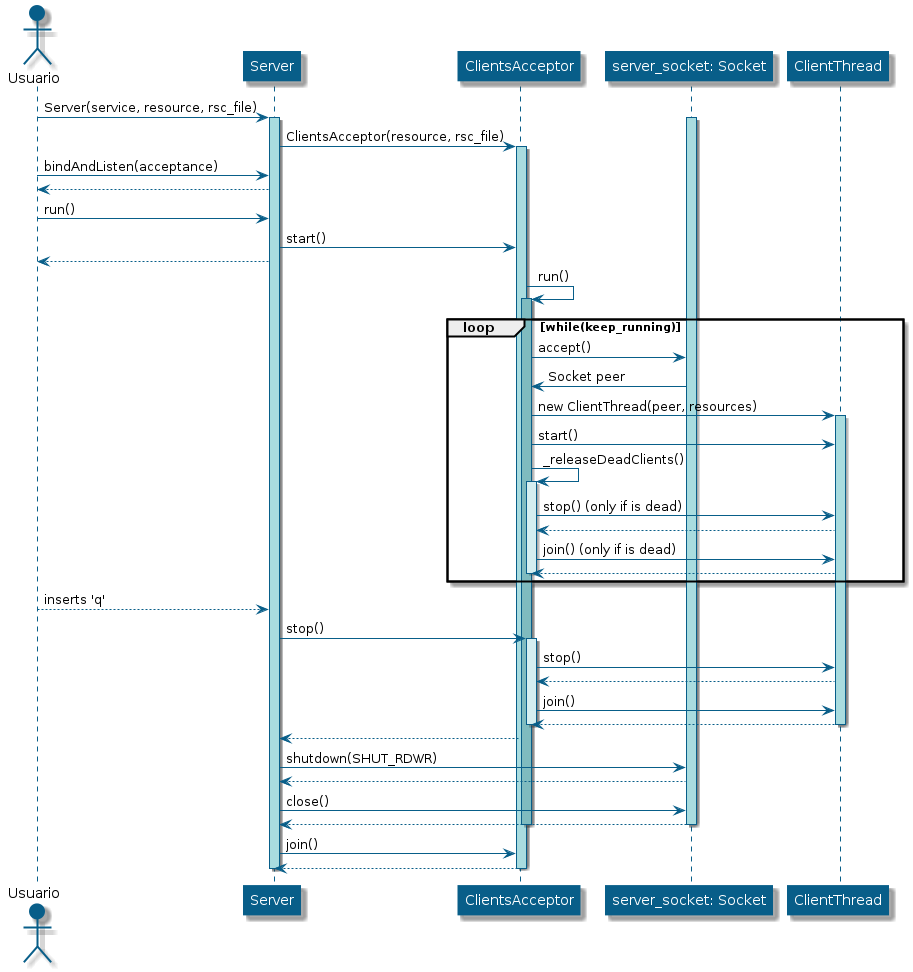 Usuario
Server
ClientsAcceptor
server_socket: Socket
ClientThread
Server(service, resource, rsc_file)
ClientsAcceptor(resource, rsc_file)
bindAndListen(acceptance)
run()
start()
run()
loop
[while(keep_running)]
accept()
Socket peer
new ClientThread(peer, resources)
start()
_releaseDeadClients()
stop() (only if is dead)
join() (only if is dead)
inserts 'q'
stop()
stop()
join()
shutdown(SHUT_RDWR)
close()
join()
Usuario
Server
ClientsAcceptor
server_socket: Socket
ClientThread